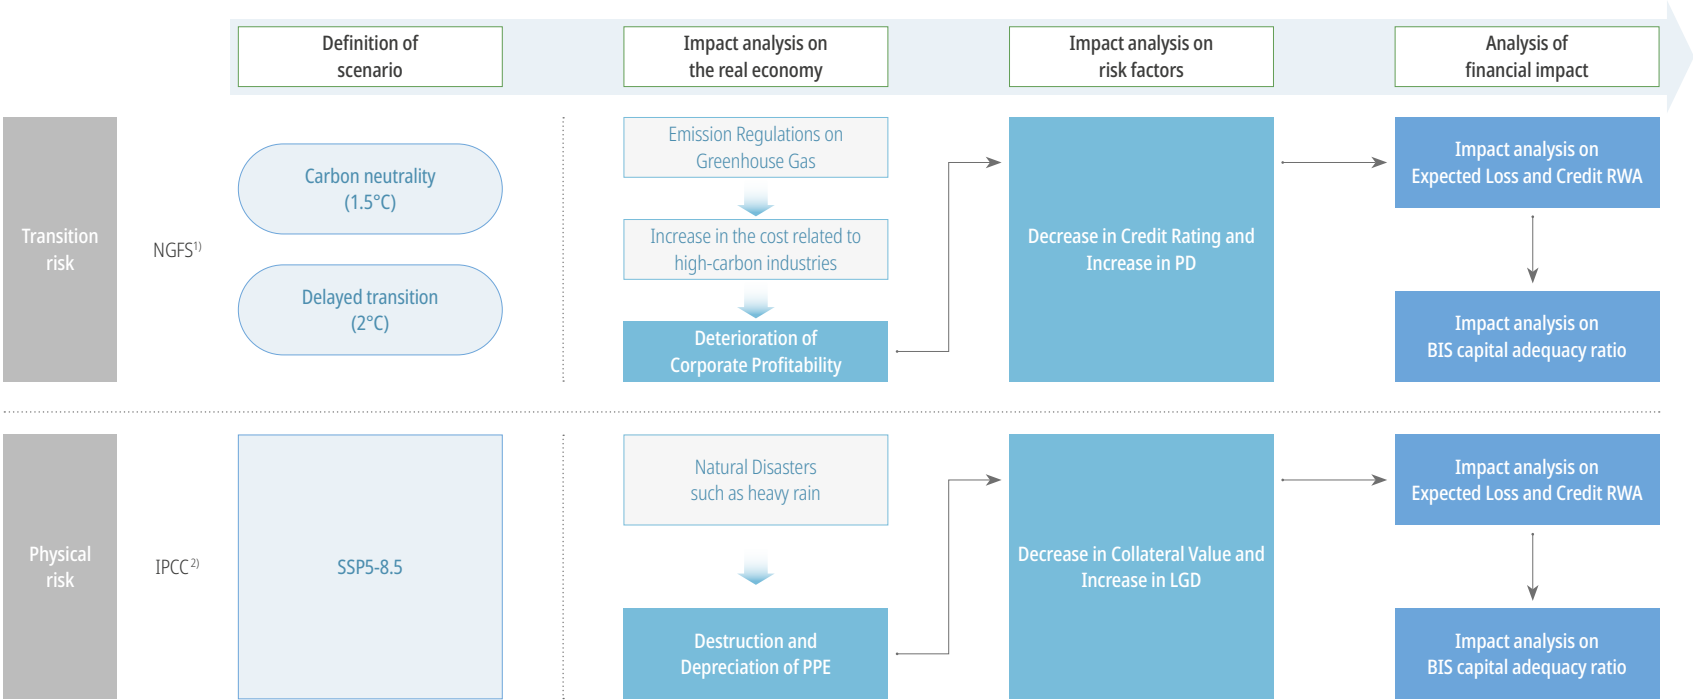 Definition of
scenario
Impact analysis on
the real economy
Impact analysis on
risk factors
Analysis of
financial impact
Transition
risk
NGFS1)
Carbon neutrality
(1.5°C)
Delayed transition
(2°C)
Emission Regulations on
Greenhouse Gas
Increase in the cost related to
high-carbon industries
Deterioration of
Corporate Profitability
Decrease in Credit Rating and
Increase in PD
Impact analysis on
Expected Loss and Credit RWA
Impact analysis on
BIS capital adequacy ratio
Physical
risk
IPCC2)
SSP5-8.5
Natural Disasters
such as heavy rain
Destruction and
Depreciation of PPE
Decrease in Collateral Value and
Increase in LGD
Impact analysis on
Expected Loss and Credit RWA
Impact analysis on
BIS capital adequacy ratio